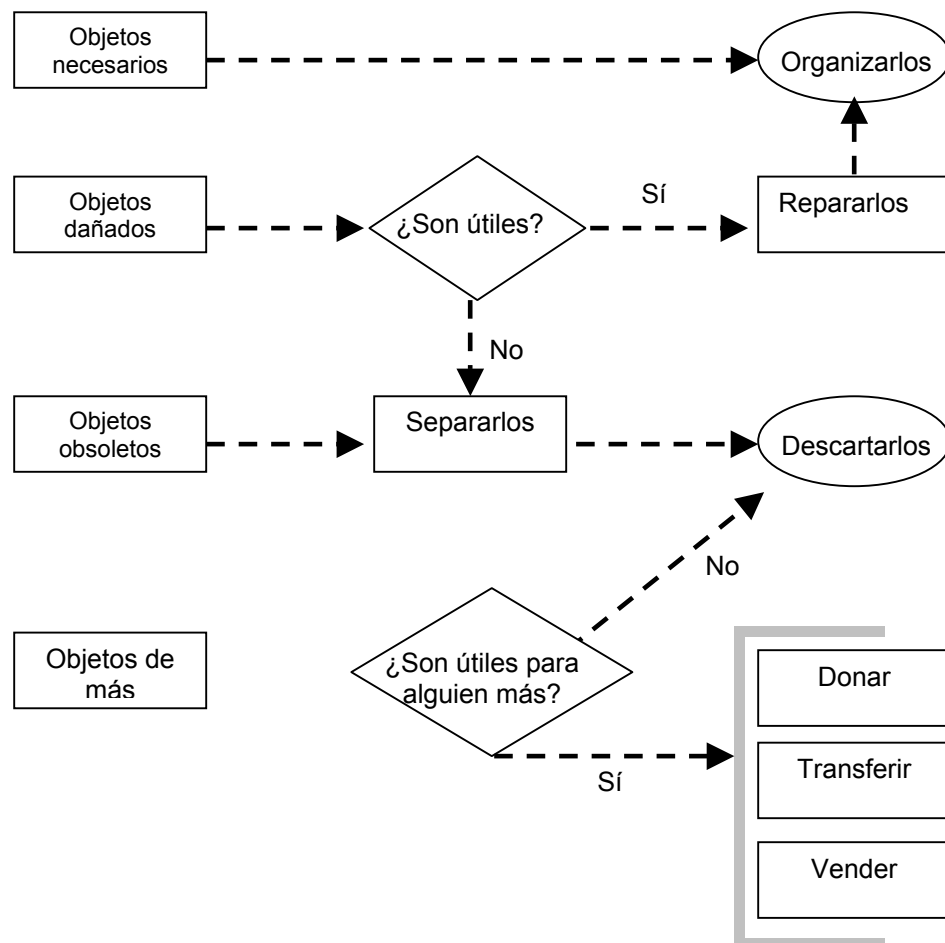 Objetos
necesarios
Organizarlos
Objetos
dañados
¿Son útiles?
Sí
Repararlos
No
Objetos
obsoletos
Separarlos
Descartarlos
No
Objetos de
más
¿Son útiles para
alguien más?
Sí
Donar
Transferir
Vender